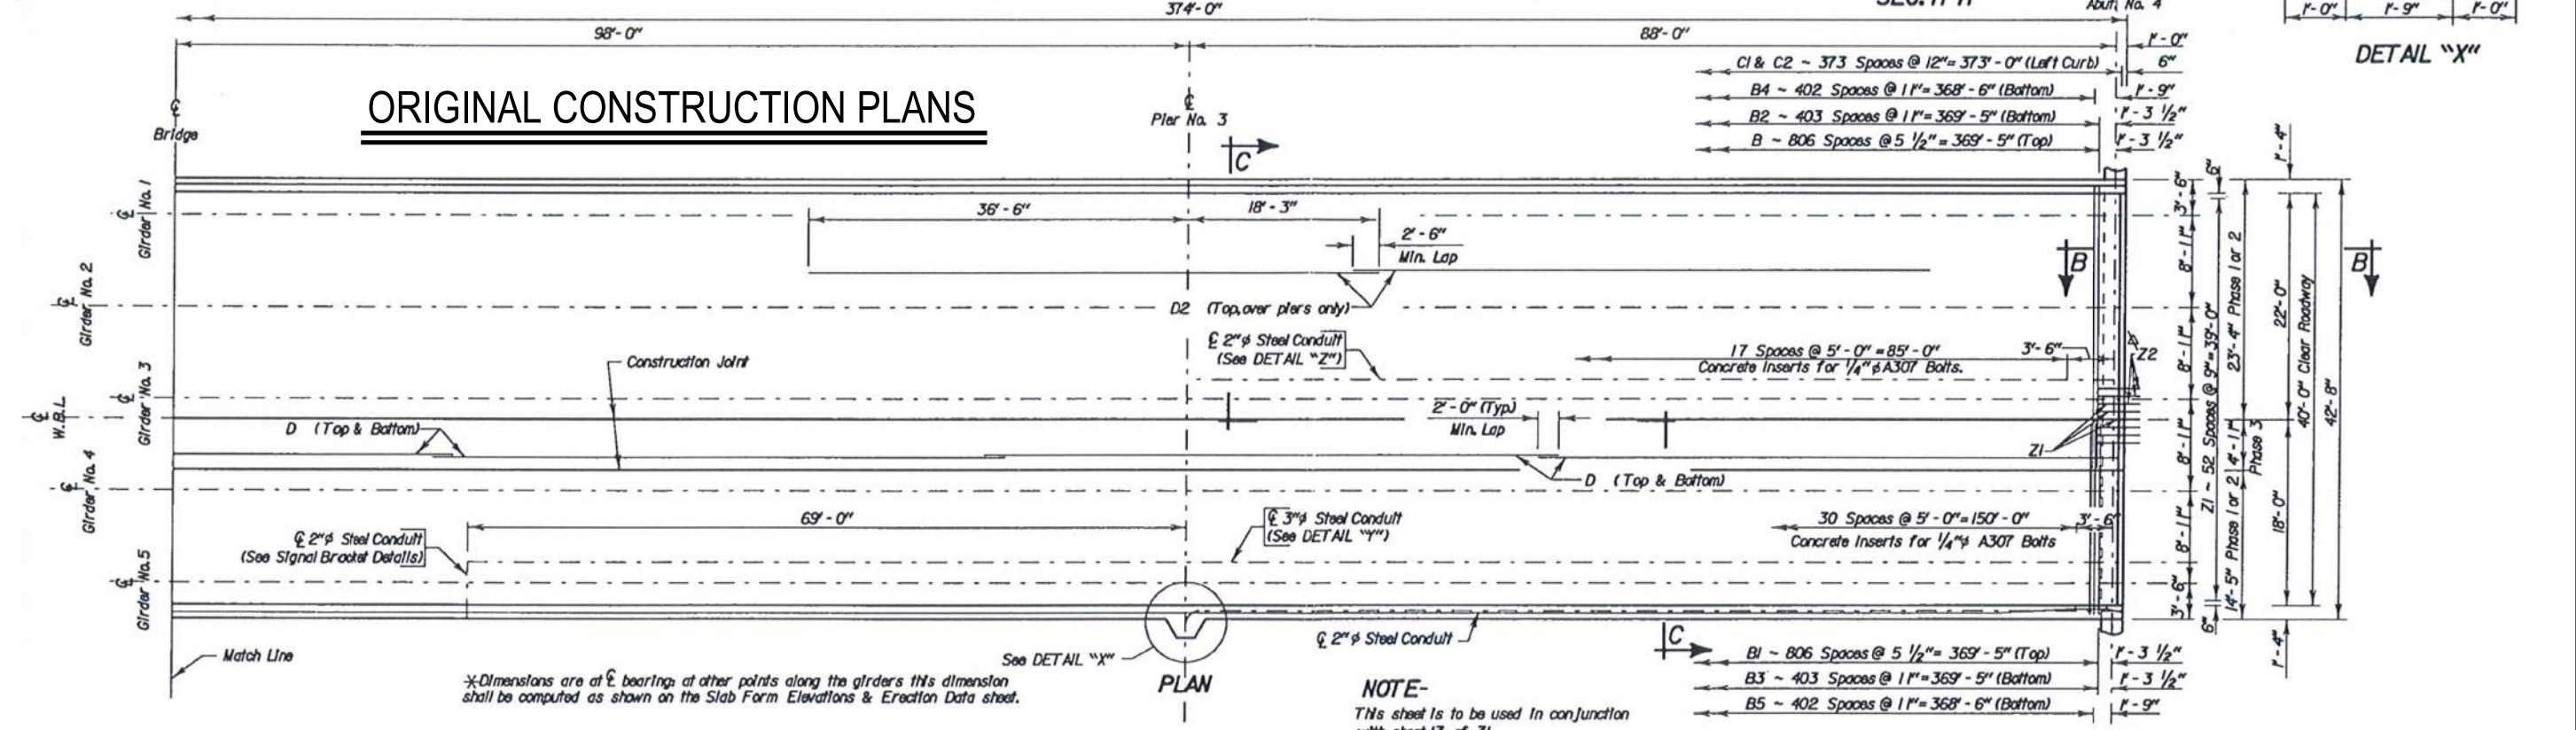 374'-0"
Abut. No. 4
1'-0" 1'-9" 1'-0"
DETAIL "X"
98'-0"
88'-0"
1'-0"
ORIGINAL CONSTRUCTION PLANS
C1 & C2 ~ 373 Spaces @ 12"= 373'-0" (Left Curb)
6"
B4 ~ 402 Spaces @ 11"= 368'-6" (Bottom)
1'-9"
B2 ~ 403 Spaces @ 11"= 369'-5" (Bottom)
1'-3 1/2"
B ~ 806 Spaces @ 5 1/2"= 369'-5" (Top)
1'-3 1/2"
℄
Bridge
℄
Pier No. 3
C
℄ Girder No. 1
℄ Girder No. 2
℄ Girder No. 3
℄ W.B.L.
℄ Girder No. 4
℄ Girder No. 5
36'-6"
18'-3"
2'-6"
Min. Lap
D2 (Top, over piers only)
℄ 2"ø Steel Conduit
(See DETAIL "Z")
17 Spaces @ 5'-0" = 85'-0"
Concrete Inserts for 1/4"ø A307 Bolts.
3'-6"
Construction Joint
D (Top & Bottom)
2'-0" (Typ)
Min. Lap
D (Top & Bottom)
Z2
Z1
B
B
69'-0"
℄ 2"ø Steel Conduit
(See Signal Bracket Details)
℄ 3"ø Steel Conduit
(See DETAIL "Y")
30 Spaces @ 5'-0"=150'-0"
Concrete Inserts for 1/4"ø A307 Bolts
3'-6"
3'-6"
8'-11"
8'-11"
8'-11"
8'-11"
3'-6"
6"
Z1 ~ 52 Spaces @ 9"= 39'-0"
6"
23'-4" Phase 1 or 2
4'-11"
Phase 3
14'-5" Phase 1 or 2
1'-4"
22'-0"
18'-0"
1'-4"
40'-0" Clear Roadway
42'-8"
Match Line
See DETAIL "X"
℄ 2"ø Steel Conduit
C
*Dimensions are at ℄ bearing; at other points along the girders this dimension
shall be computed as shown on the Slab Form Elevations & Erection Data sheet.
PLAN
NOTE-
This sheet is to be used in conjunction
B1 ~ 806 Spaces @ 5 1/2"= 369'-5" (Top)
1'-3 1/2"
B3 ~ 403 Spaces @ 11"= 369'-5" (Bottom)
1'-3 1/2"
B5 ~ 402 Spaces @ 11"= 368'-6" (Bottom)
1'-9"